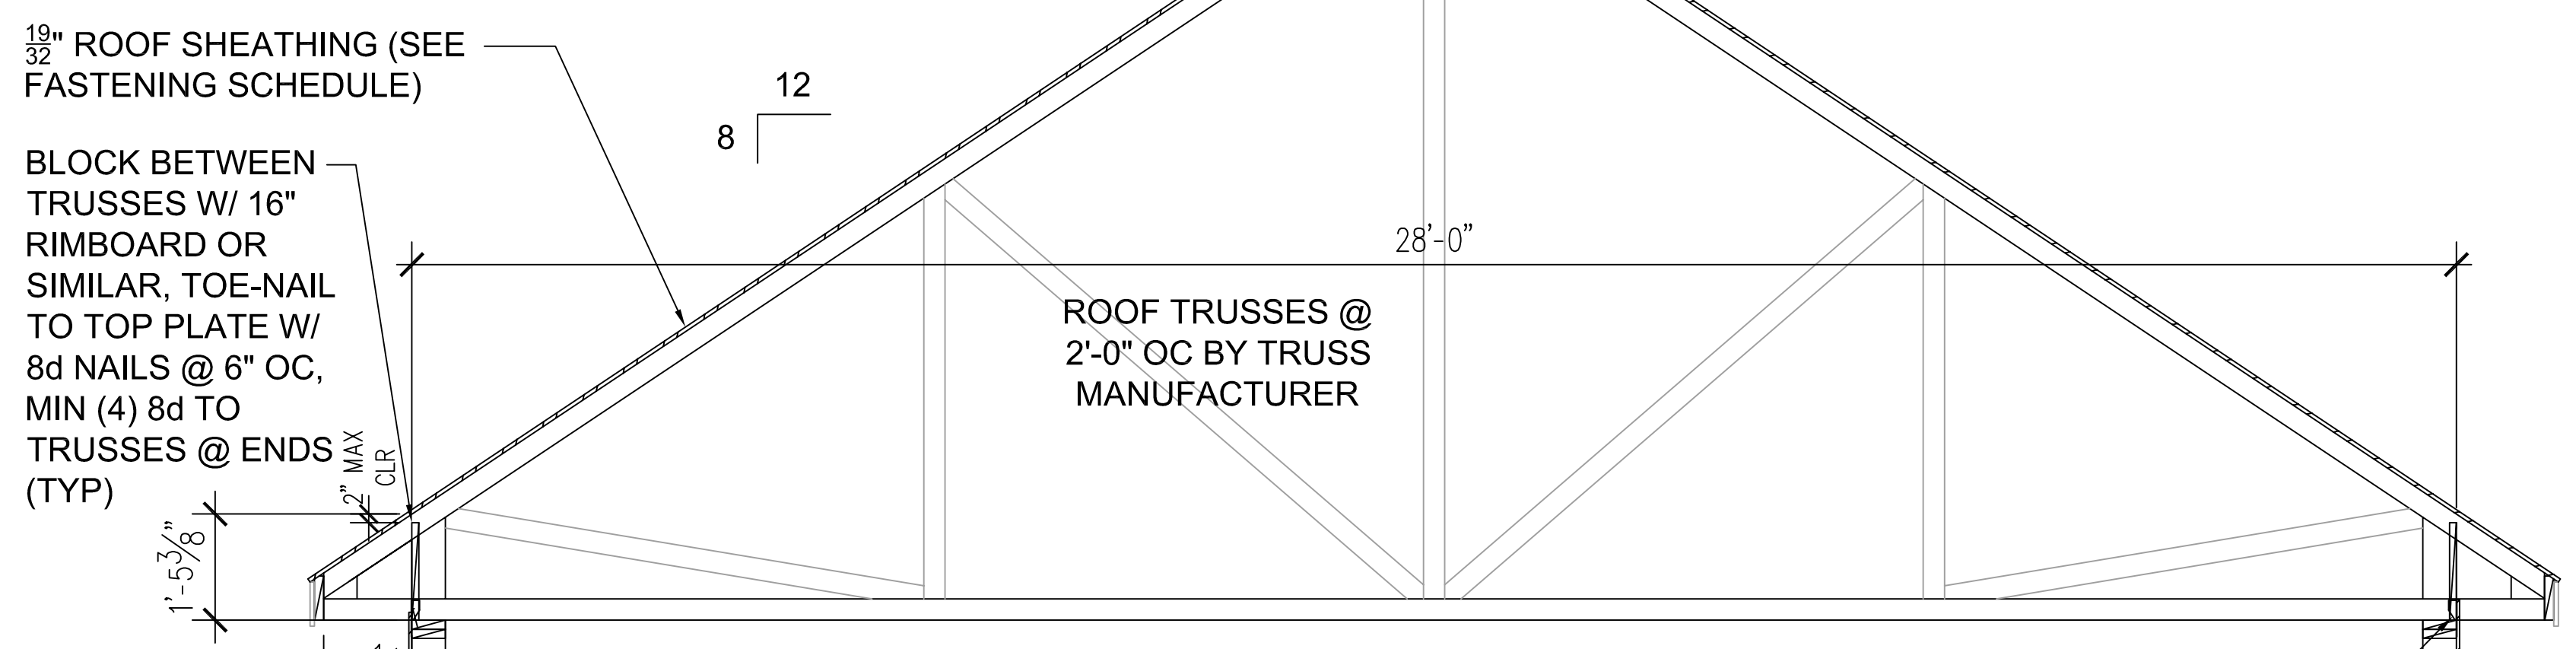 19/32" ROOF SHEATHING (SEE
FASTENING SCHEDULE)
12
8
BLOCK BETWEEN
TRUSSES W/ 16"
RIMBOARD OR
SIMILAR, TOE-NAIL
TO TOP PLATE W/
8d NAILS @ 6" OC,
MIN (4) 8d TO
TRUSSES @ ENDS
(TYP)
28'-0"
ROOF TRUSSES @
2'-0" OC BY TRUSS
MANUFACTURER
2" MAX
CLR
1'-5 3/8"